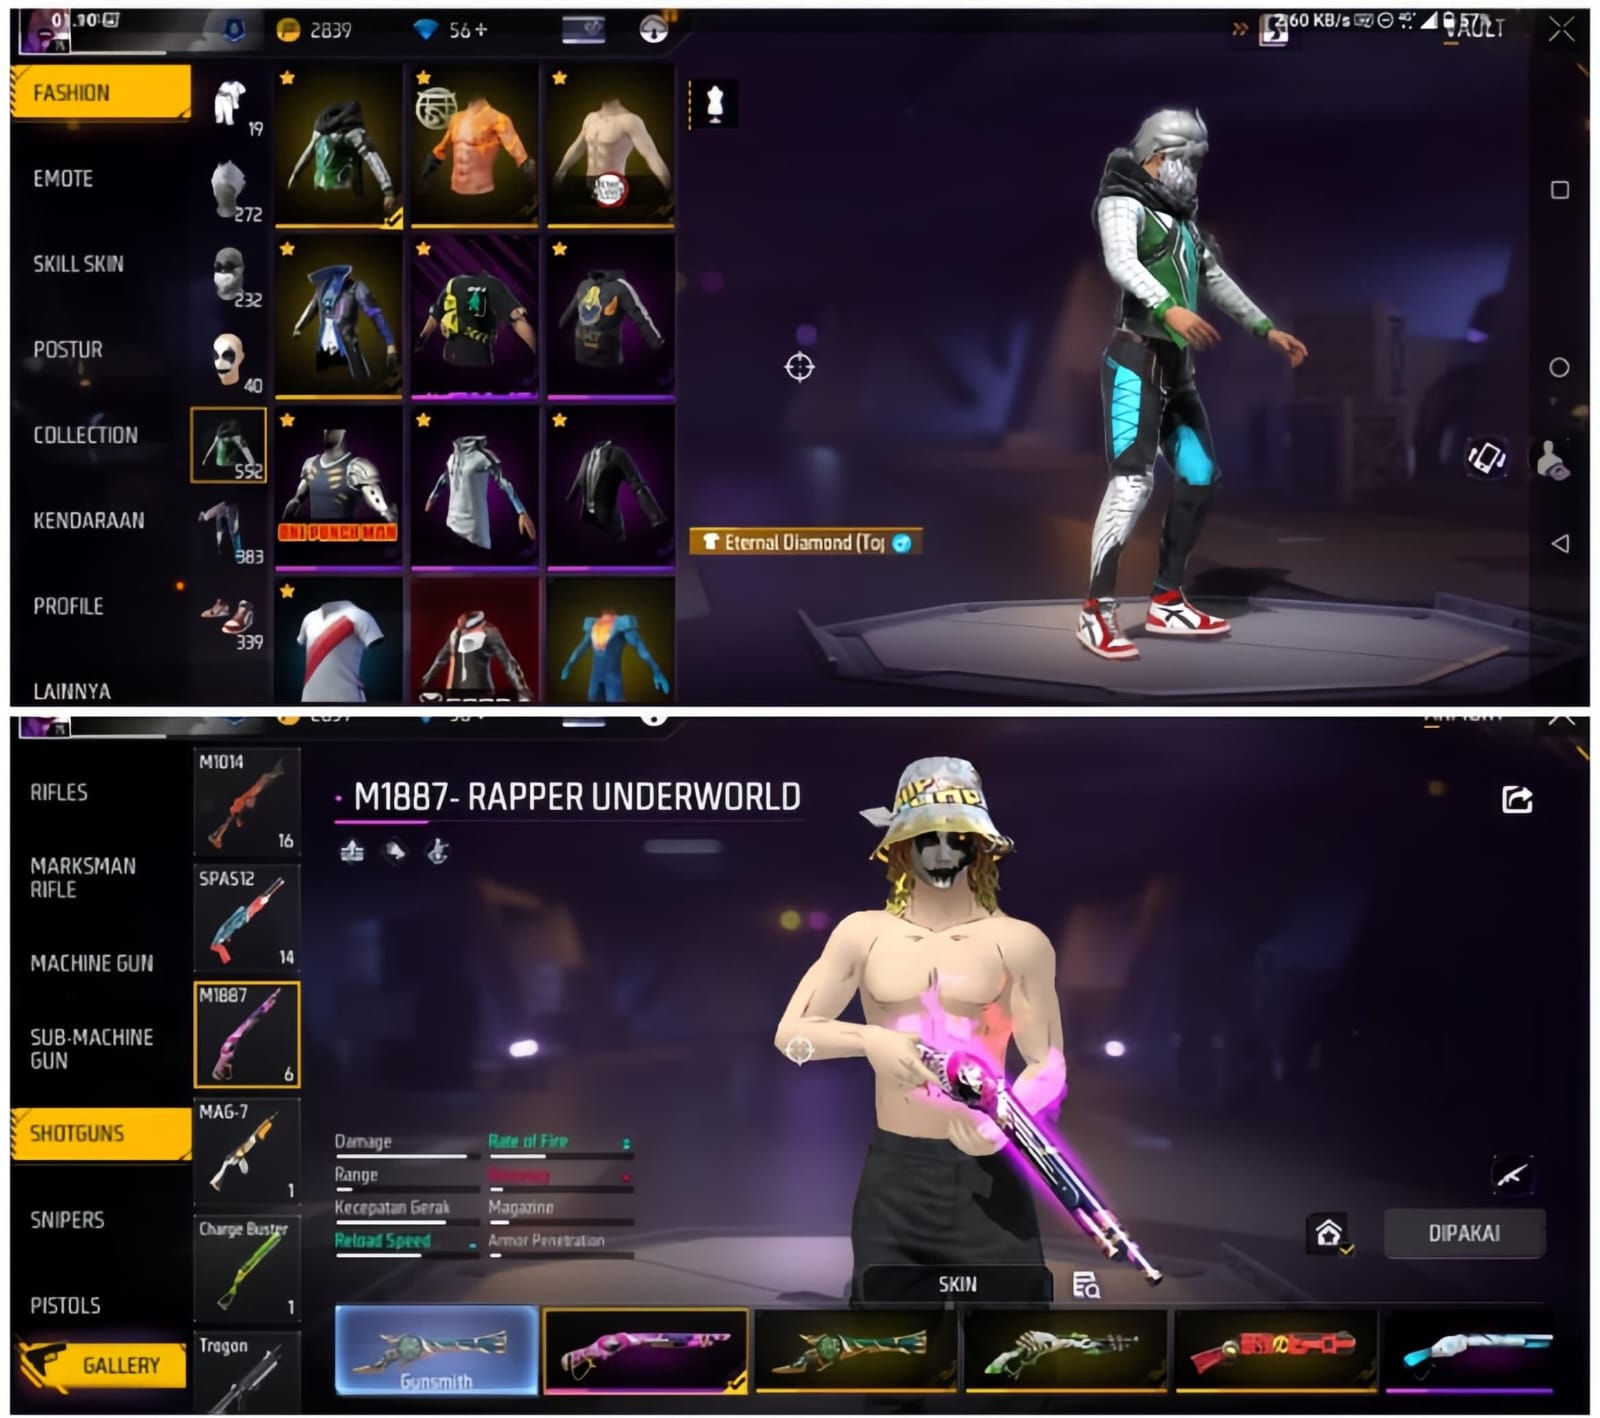 01.10
2839
56+
2.60 KB/s
57
VAULT
FASHION
EMOTE
SKILL SKIN
POSTUR
COLLECTION
KENDARAAN
PROFILE
LAINNYA
19
272
232
40
552
383
339
ONE PUNCH MAN
Eternal Diamond (Top
RIFLES
MARKSMAN
RIFLE
MACHINE GUN
SUB-MACHINE
GUN
SHOTGUNS
SNIPERS
PISTOLS
GALLERY
M1014
16
SPAS12
14
M1887
6
MAG-7
1
Charge Buster
1
Trogon
M1887- RAPPER UNDERWORLD
Damage
Rate of Fire
Range
Accuracy
Kecepatan Gerak
Magazine
Reload Speed
Armor Penetration
DIPAKAI
SKIN
Gunsmith